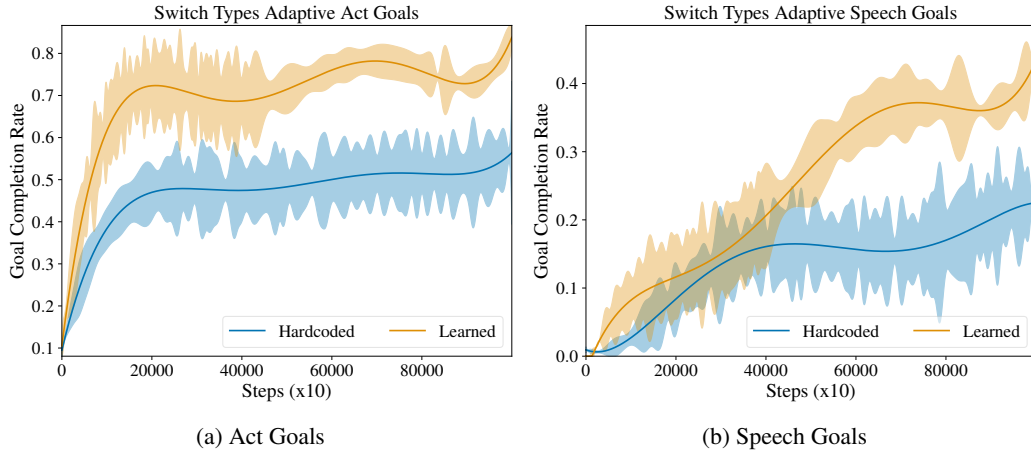 Switch Types Adaptive Act Goals
Goal Completion Rate
0.8
0.7
0.6
0.5
0.4
0.3
0.2
0.1
Hardcoded Learned
0 20000 40000 60000 80000
Steps (x10)
(a) Act Goals
Switch Types Adaptive Speech Goals
Goal Completion Rate
0.4
0.3
0.2
0.1
0.0
Hardcoded Learned
0 20000 40000 60000 80000
Steps (x10)
(b) Speech Goals